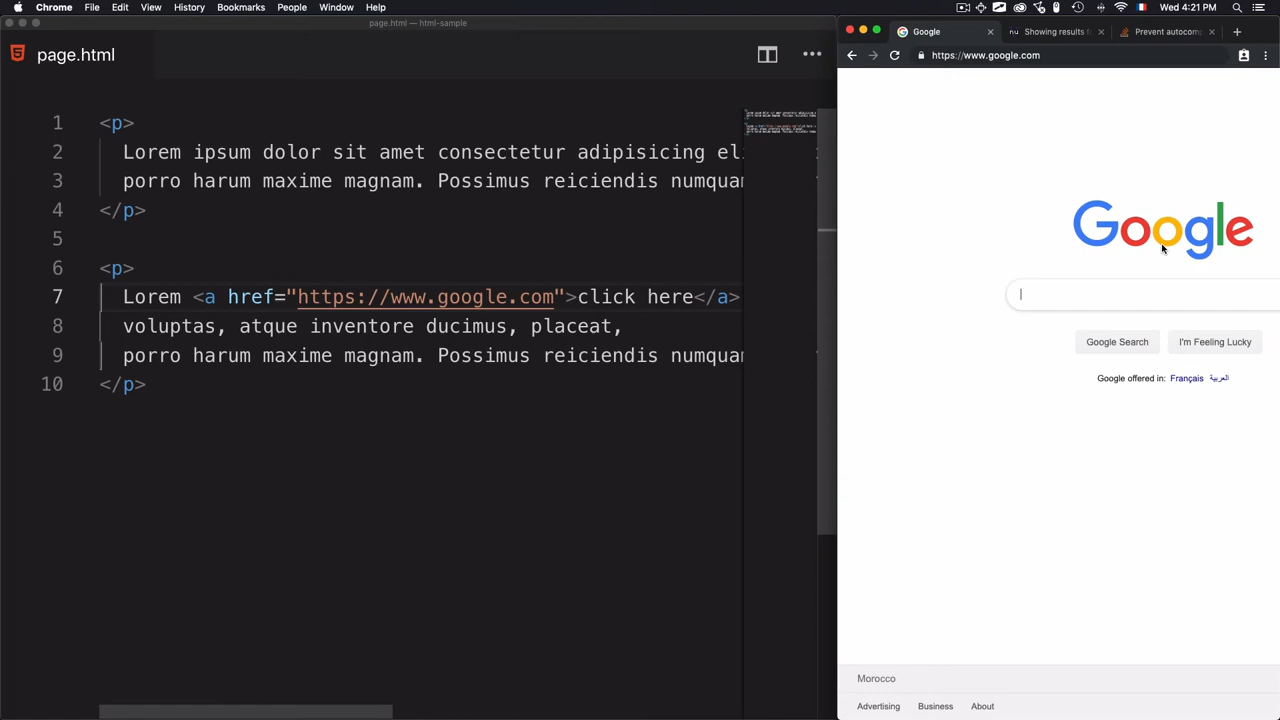 Chrome File Edit View History Bookmarks People Window Help Wed 4:21 PM
page.html — html-sample
page.html
1 <p>
2 Lorem ipsum dolor sit amet consectetur adipisicing eli
3 porro harum maxime magnam. Possimus reiciendis numquam
4 </p>
5
6 <p>
7 Lorem <a href="https://www.google.com">click here</a>
8 voluptas, atque inventore ducimus, placeat,
9 porro harum maxime magnam. Possimus reiciendis numquam
10 </p>
Google Showing results f Prevent autocom
https://www.google.com
Google
Google Search I'm Feeling Lucky
Google offered in: Français العربية
Morocco
Advertising Business About